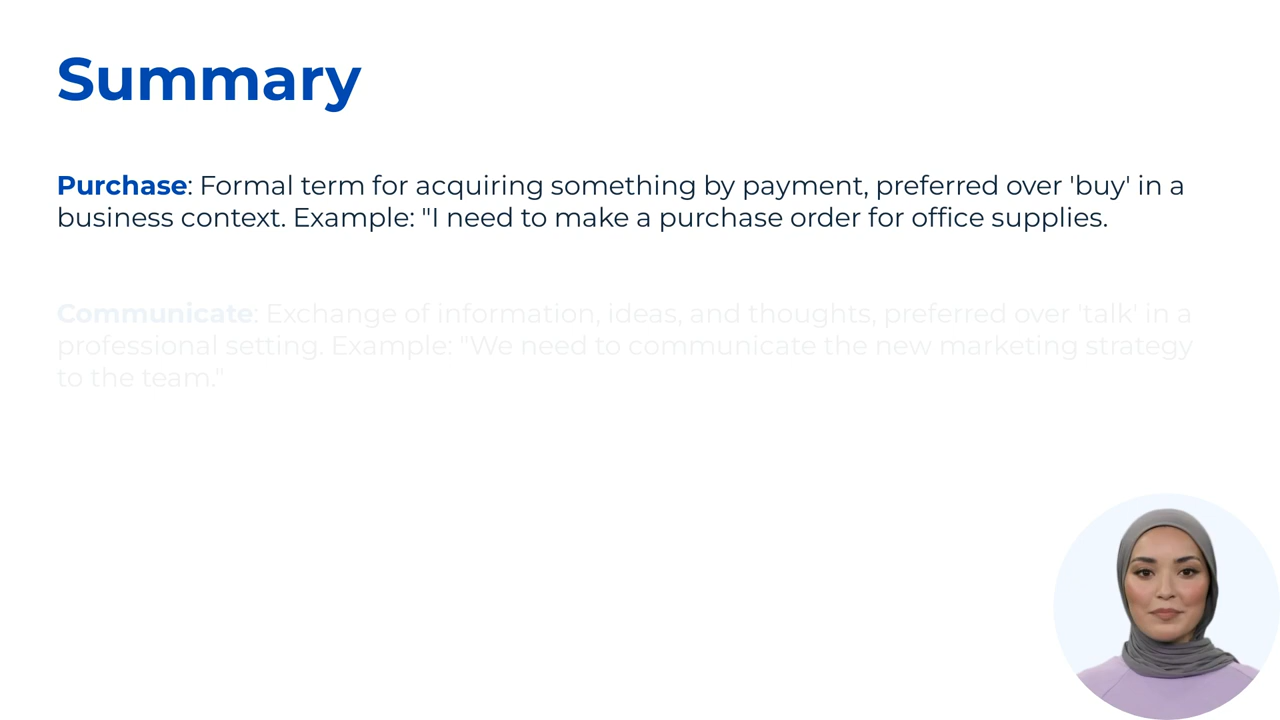 Summary
Purchase: Formal term for acquiring something by payment, preferred over 'buy' in a
business context. Example: "I need to make a purchase order for office supplies.
Communicate: Exchange of information, ideas, and thoughts, preferred over 'talk' in a
professional setting. Example: "We need to communicate the new marketing strategy
to the team."